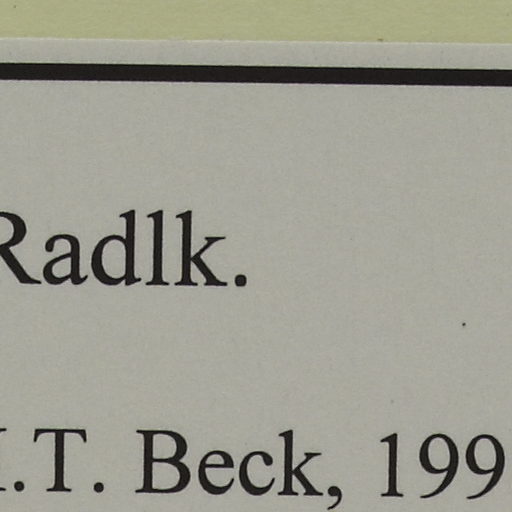 Radlk.
.T. Beck, 199